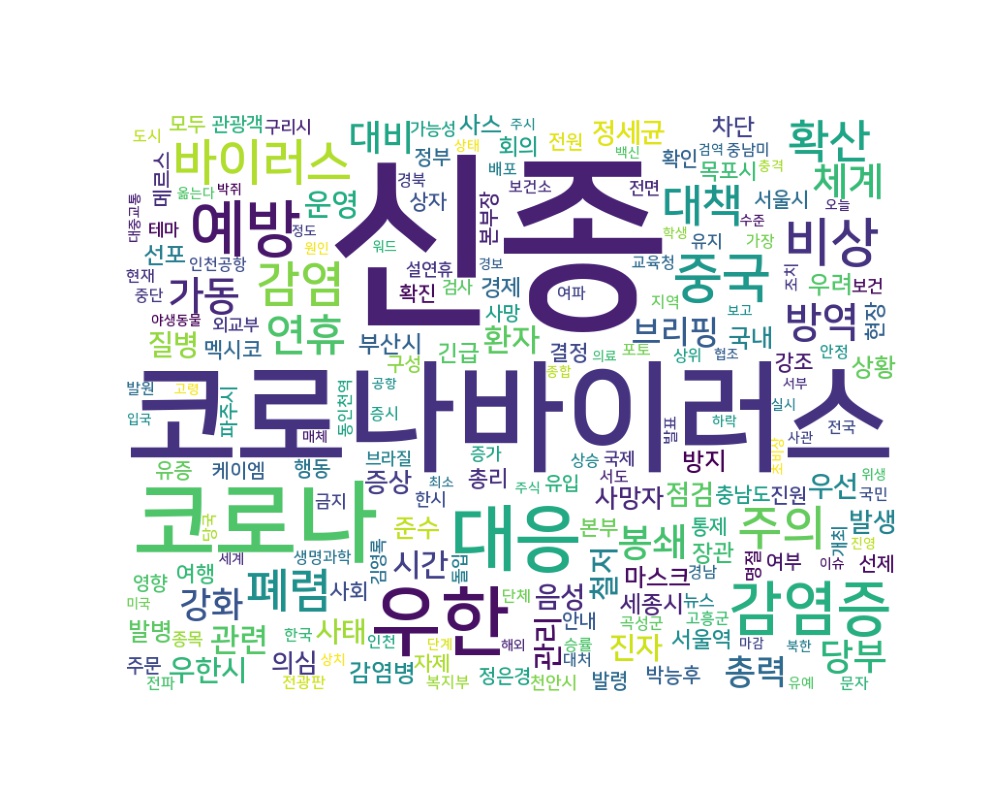 도시
모두
관광객
구리시
대비
가능성
사스
주시
전원
정세균
차단
확산
바이러스
메르스
정부
상태
회의
백신
확인
검역
중남미
옮는다
박쥐
경북
배포
보건소
전면
목포시
충격
체계
대중교통
테마
예방
운영
상자
본부장
신종
대책
서울시
오늘
수준
선포
정도
원인
워드
학생
유지
가장
비상
현재
인천공항
감염
설연휴
경보
교육청
중국
조치
우려
보건
중단
가동
확진
검사
경제
여파
지역
보고
방역
현장
야생동물
외교부
연휴
사망
질병
멕시코
부산시
환자
브리핑
국내
구성
긴급
결정
의료
포토
상위
협조
강조
안정
상황
발원
고령
파주시
동인천역
공항
종합
서부
입국
코로나바이러스
매체
증시
발표
하락
실시
사관
전국
유증
케이엠
행동
브라질
증가
상승
국제
방지
초비상
위생
코로나
금지
증상
최소
총리
주식
서도
유입
사망자
점검
충남도
진원
우선
국민
당국
한시
준수
대응
본부
봉쇄
통제
주의
개최
발생
세계
생명과학
김영록
시간
돌입
철저
장관
명절
여부
이슈
진영
선제
영향
여행
폐렴
사회
마스크
경남
미국
강화
우한
단체
음성
세종시
뉴스
감염증
발병
종목
관련
한국
사태
인천
단계
해외
관리
안내
곡성군
고흥군
승률
진자
서울역
마감
북한
당부
주문
우한시
의심
상치
감염병
자제
대처
총력
전파
전광판
복지부
정은경
천안시
발령
박능후
유예
문자